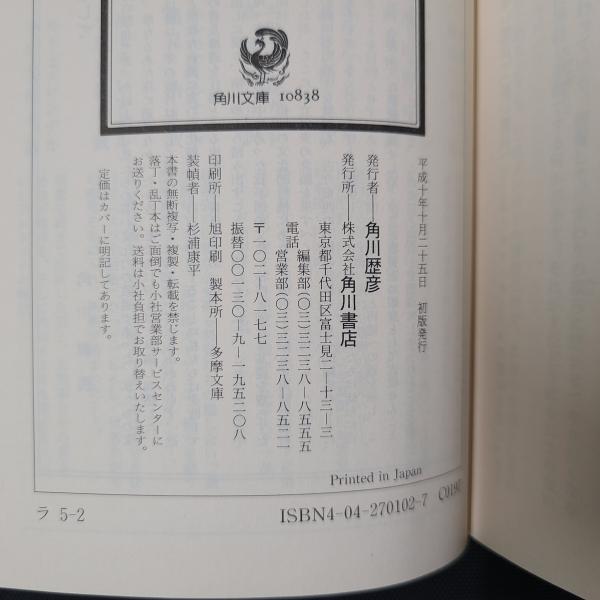 角川文庫 10838
平成十年十月二十五日　初版発行
発行者――角川歴彦
発行所――株式会社角川書店
東京都千代田区富士見二―十三―三
電話　編集部(〇三)三二三八―八五五五
営業部(〇三)三二三八―八五二一
〒一〇二―八一七七
振替〇〇一三〇―九―一九五二〇八
印刷所――旭印刷　製本所――多摩文庫
装幀者――杉浦康平
本書の無断複写・複製・転載を禁じます。
落丁・乱丁本はご面倒でも小社営業部サービスセンターに
お送りください。送料は小社負担でお取り替えいたします。
定価はカバーに明記してあります。
Printed in Japan
ラ 5-2
ISBN4-04-270102-7